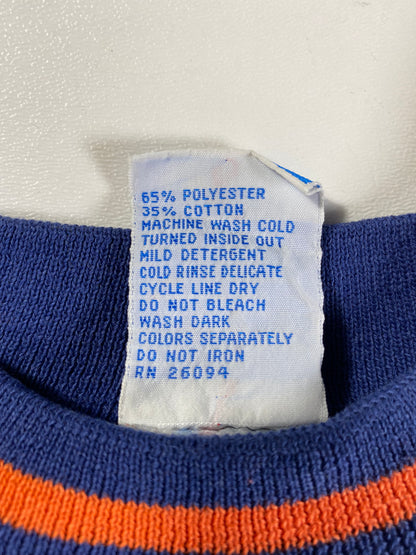 65% POLYESTER
35% COTTON
MACHINE WASH COLD
TURNED INSIDE OUT
MILD DETERGENT
COLD RINSE DELICATE
CYCLE LINE DRY
DO NOT BLEACH
WASH DARK
COLORS SEPARATELY
DO NOT IRON
RN 26094